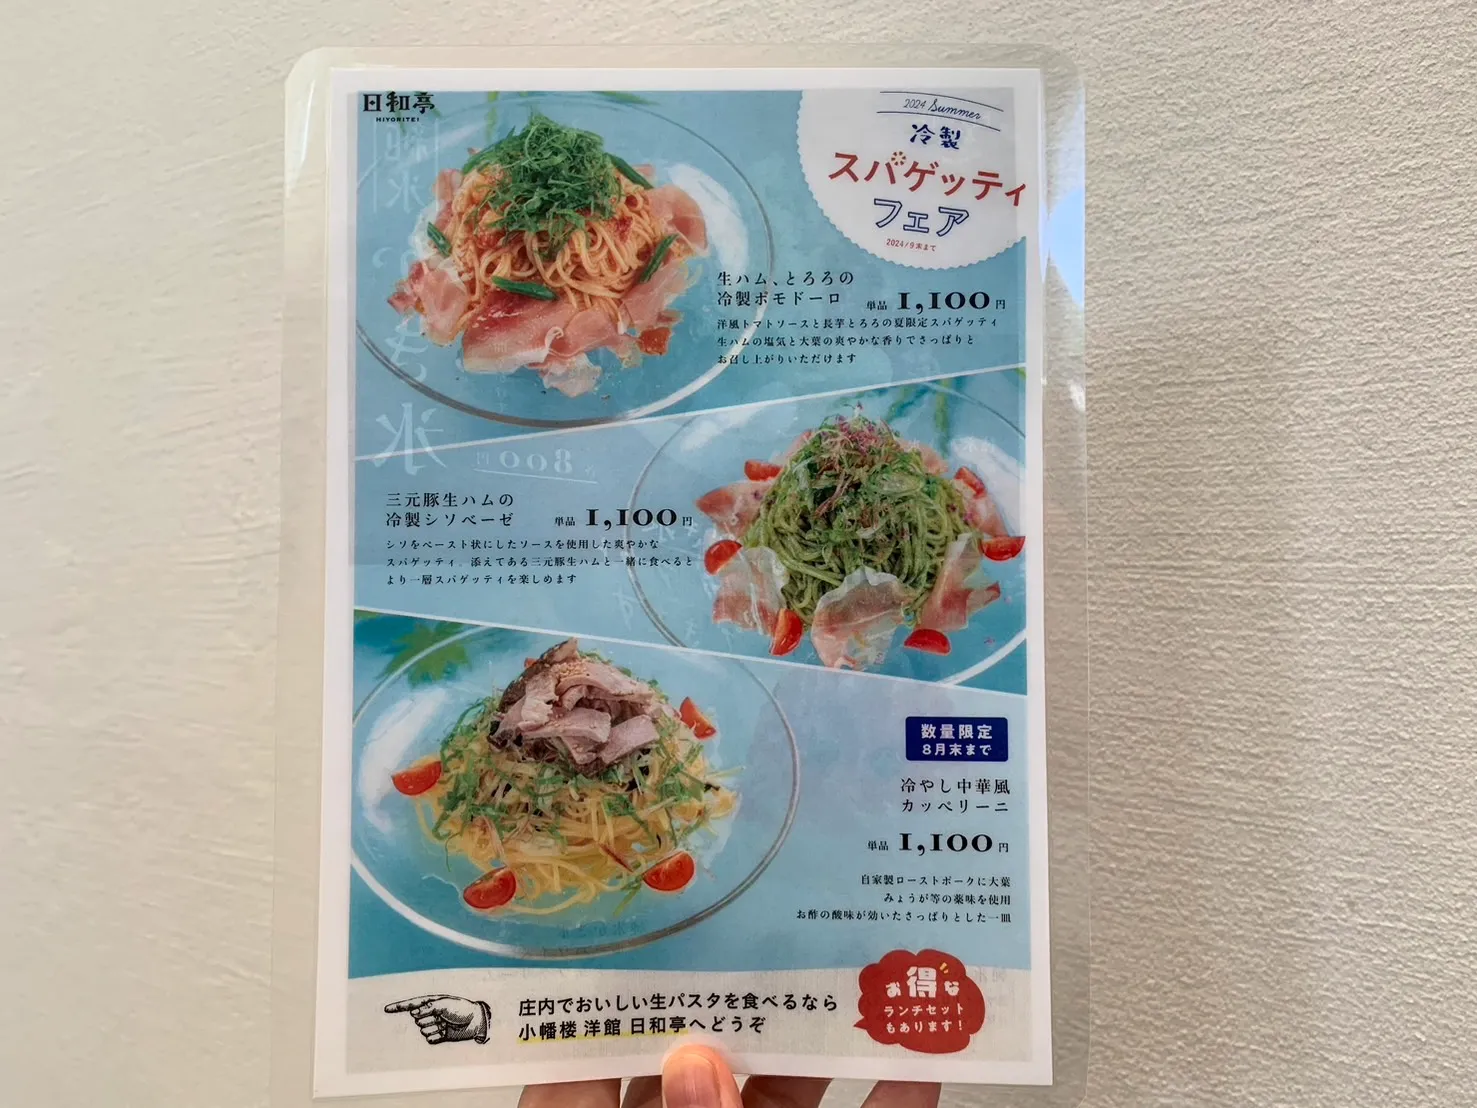 日和亭
HIYORITEI
2024 Summer
冷製
スパゲッティ
フェア
2024/9末まで
生ハム、とろろの
冷製ポモドーロ 単品 1,100円
洋風トマトソースと長芋とろろの夏限定スパゲッティ
生ハムの塩気と大葉の爽やかな香りでさっぱりと
お召し上がりいただけます
三元豚生ハムの
冷製シソベーゼ 単品 1,100円
シソをペースト状にしたソースを使用した爽やかな
スパゲッティ。添えてある三元豚生ハムと一緒に食べると
より一層スパゲッティを楽しめます
数量限定
8月末まで
冷やし中華風
カッペリーニ
単品 1,100円
自家製ローストポークに大葉
みょうが等の薬味を使用
お酢の酸味が効いたさっぱりとした一皿
庄内でおいしい生パスタを食べるなら
小幡楼 洋館 日和亭へどうぞ
お得な
ランチセット
もあります!
800円